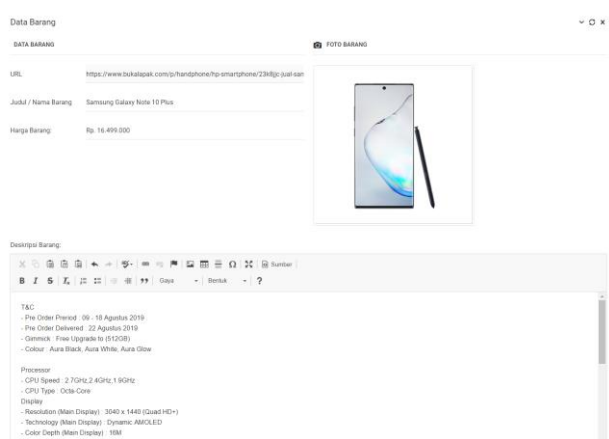 Data Barang
DATA BARANG
FOTO BARANG
URL https://www.bukalapak.com/p/handphone/hp-smartphone/23k8jjc-jual-san
Judul / Nama Barang Samsung Galaxy Note 10 Plus
Harga Barang Rp. 16.499.000
Deskripsi Barang:
Sumber
B I S Gaya Bentuk ?
T&C
- Pre Order Preriod : 09 - 18 Agustus 2019
- Pre Order Delivered : 22 Agustus 2019
- Gimmick : Free Upgrade to (512GB)
- Colour : Aura Black, Aura White, Aura Glow
Processor
- CPU Speed : 2.7GHz,2.4GHz,1.9GHz
- CPU Type : Octa-Core
Display
- Resolution (Main Display) : 3040 x 1440 (Quad HD+)
- Technology (Main Display) : Dynamic AMOLED
- Color Depth (Main Display) : 16M